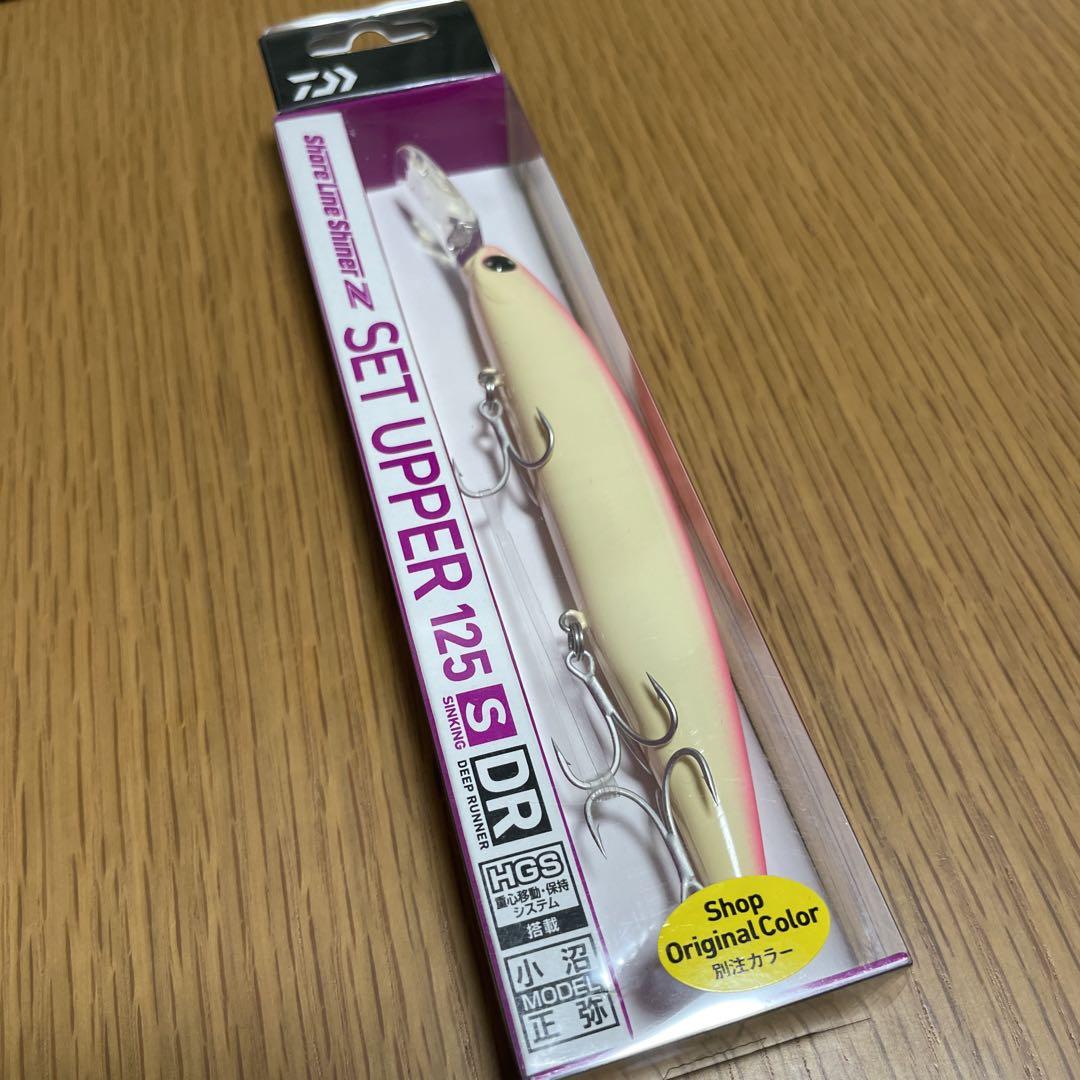 Shore Line Shiner Z
SET UPPER 125 S DR
SINKING DEEP RUNNER
HGS
重心移動・保持
システム
搭載
小沼
MODEL
正弥
Shop
Original Color
別注カラー